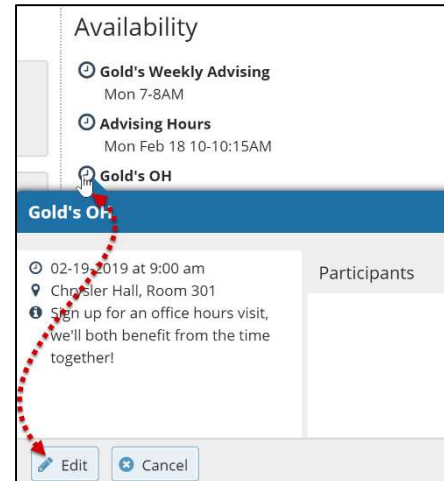 Availability
Gold's Weekly Advising
Mon 7-8AM
Advising Hours
Mon Feb 18 10-10:15AM
Gold's OH
Gold's OH
02-19-2019 at 9:00 am
Participants
Chrysler Hall, Room 301
Sign up for an office hours visit,
we'll both benefit from the time
together!
Edit
Cancel